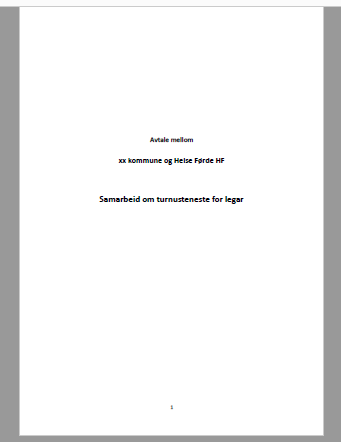 Avtale mellom
xx kommune og Helse Førde HF
Samarbeid om turnusteneste for legar
1